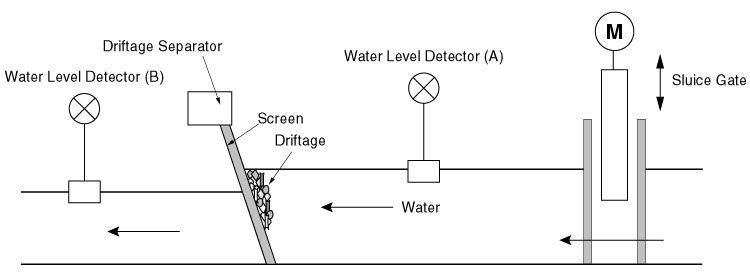 M
Driftage Separator
Water Level Detector (A)
Water Level Detector (B)
Sluice Gate
Screen
Driftage
Water